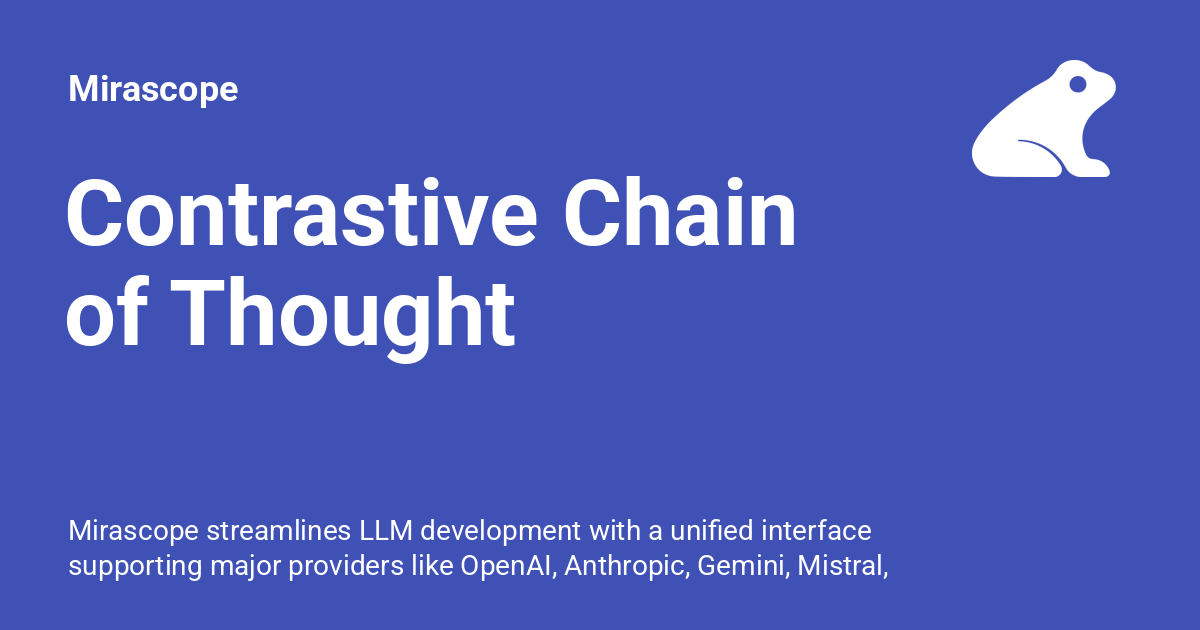 Mirascope
Contrastive Chain
of Thought
Mirascope streamlines LLM development with a unified interface
supporting major providers like OpenAI, Anthropic, Gemini, Mistral,